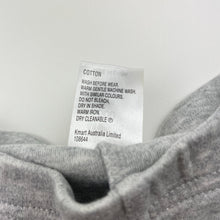 COTTON
WASH BEFORE WEAR.
WARM GENTLE MACHINE WASH.
WITH SIMILAR COLOURS.
DO NOT BLEACH.
DRY IN SHADE.
WARM IRON.
DRY CLEANABLE (P)
Kmart Australia Limited
108644